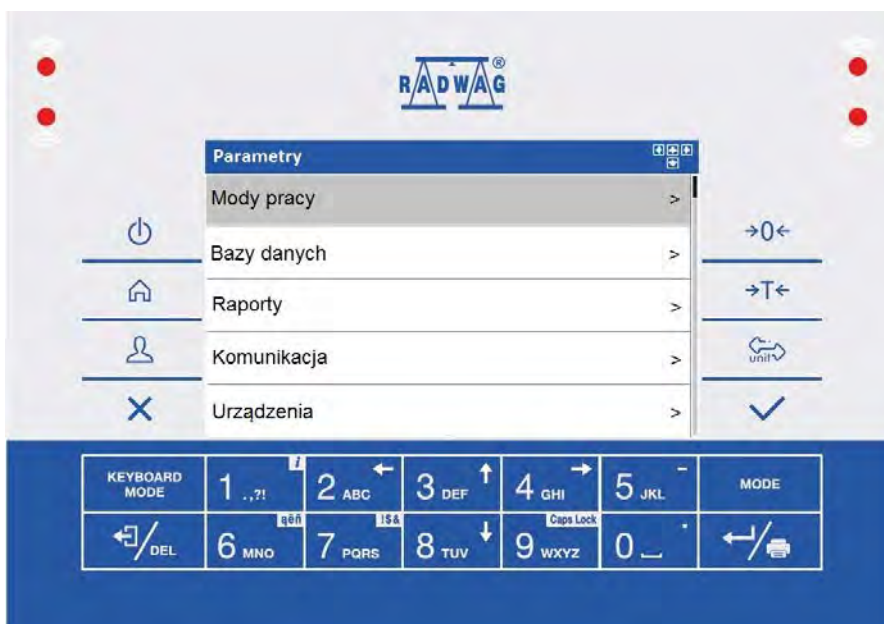 RADWAG®
Parametry
Mody pracy >
Bazy danych >
Raporty >
Komunikacja >
Urządzenia >
→0←
→T←
unit
KEYBOARD MODE
1 .,?! i
2 ABC ←
3 DEF ↑
4 GHI →
5 JKL -
MODE
/DEL
6 MNO ąêñ
7 PQRS !$&
8 TUV ↓
9 WXYZ Caps Lock
0 .